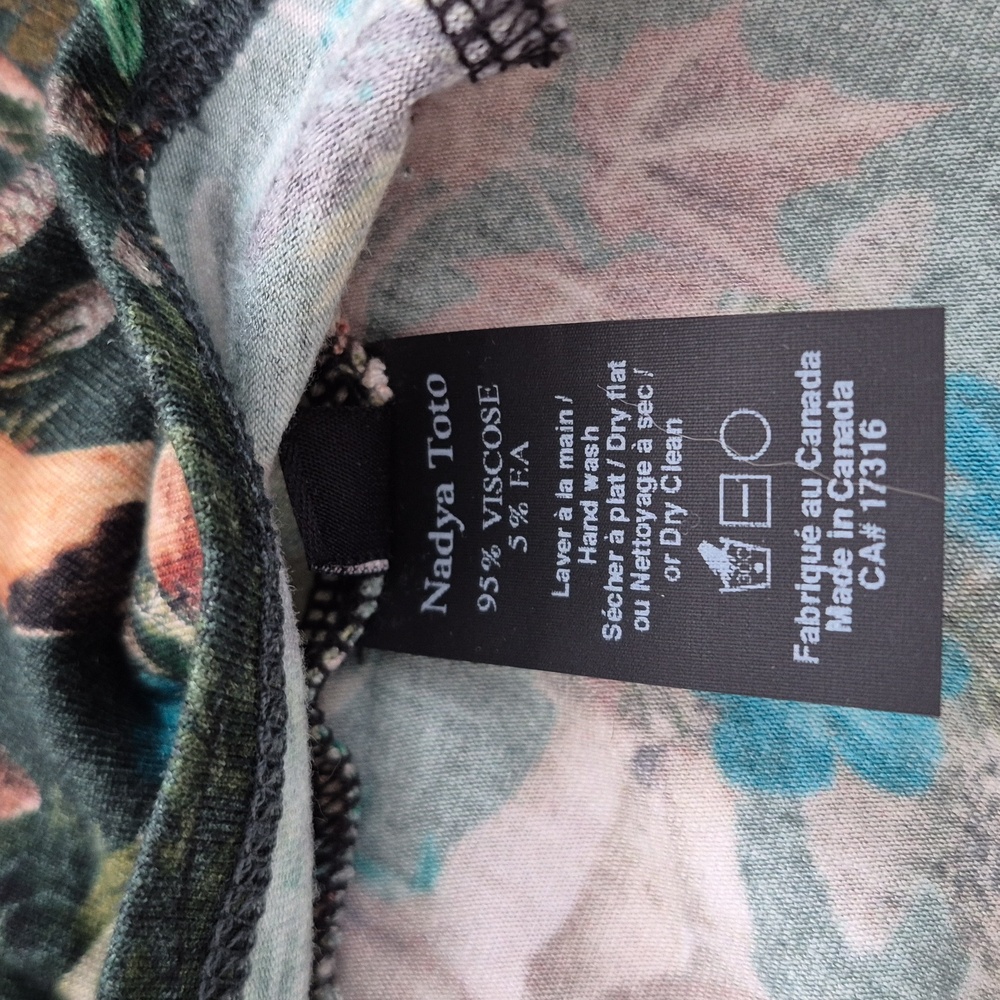 Nadya Toto
95% VISCOSE
5% EA
Laver à la main /
Hand wash
Sécher à plat / Dry flat
ou Nettoyage à sec /
or Dry Clean
Fabriqué au Canada
Made in Canada
CA# 17316